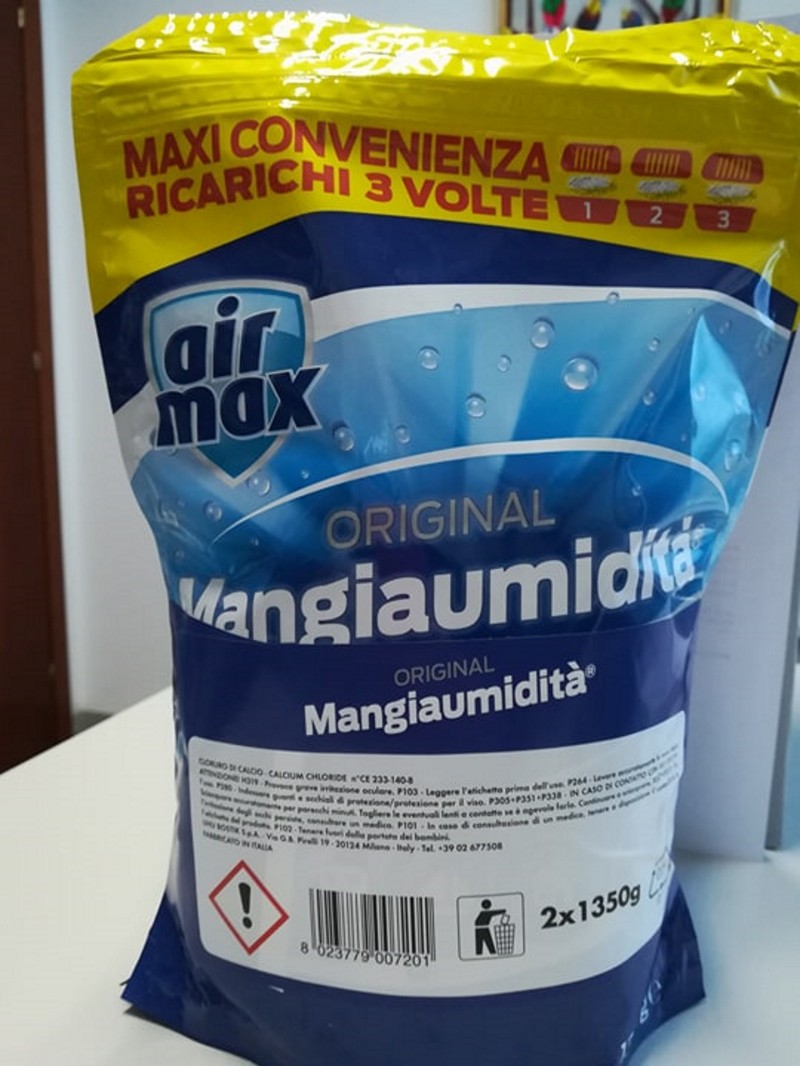 MAXI CONVENIENZA
RICARICHI 3 VOLTE
1 2 3
air
max
ORIGINAL
Mangiaumidità®
ORIGINAL
Mangiaumidità®
CLORURO DI CALCIO - CALCIUM CHLORIDE n°CE 233-140-8
ATTENZIONE! H319 - Provoca grave irritazione oculare. P103 - Leggere l'etichetta prima dell'uso. P264 - Lavare accuratamente
l'uso. P280 - Indossare guanti e occhiali di protezione/protezione per il viso. P305+P351+P338 - IN CASO DI CONTATTO CON
Sciacquare accuratamente per parecchi minuti. Togliere le eventuali lenti a contatto se è agevole farlo. Continuare a
l'irritazione degli occhi persiste, consultare un medico. P101 - In caso di consultazione di un medico, tenere a disposizione
l'etichetta del prodotto. P102 - Tenere fuori dalla portata dei bambini.
UHU BOSTIK S.p.A. - Via G.B. Pirelli 19 - 20124 Milano - Italy - Tel. +39 02 677508
FABBRICATO IN ITALIA
8 023779 007201
2x1350g